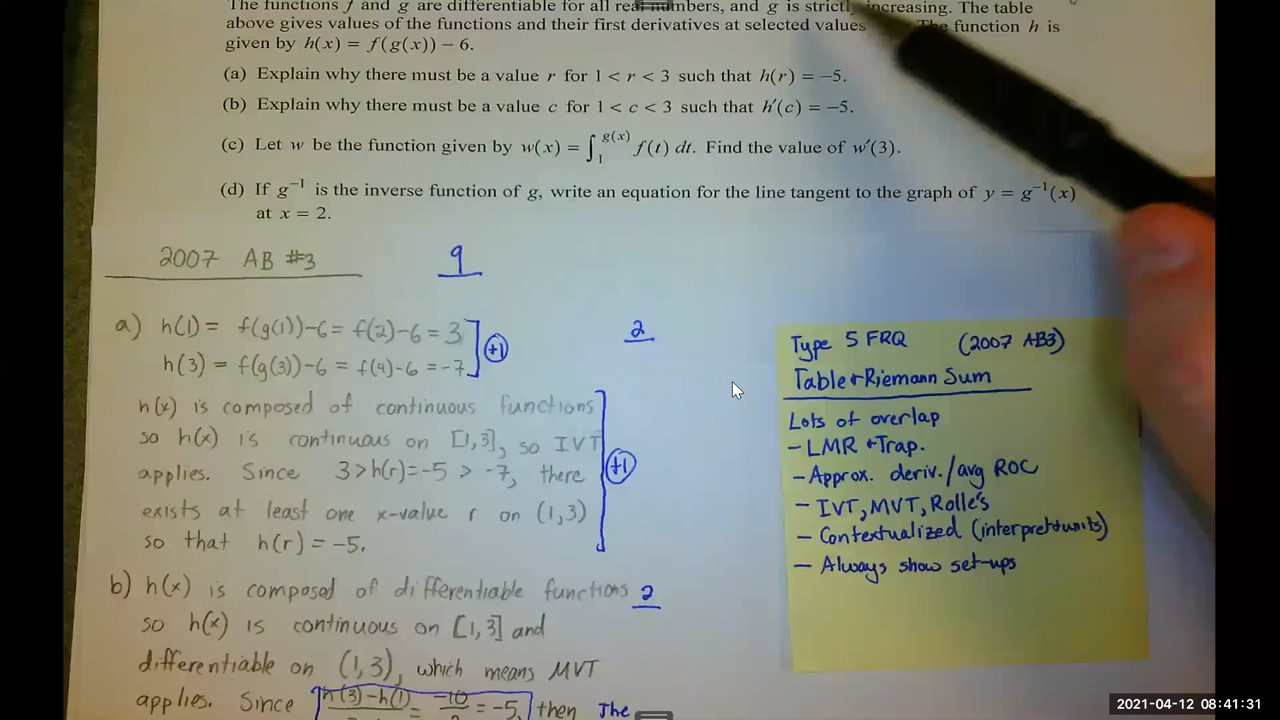 The functions f and g are differentiable for all real numbers, and g is strictly increasing. The table
above gives values of the functions and their first derivatives at selected values The function h is
given by h(x) = f(g(x)) − 6.
(a) Explain why there must be a value r for 1 < r < 3 such that h(r) = −5.
(b) Explain why there must be a value c for 1 < c < 3 such that h′(c) = −5.
(c) Let w be the function given by w(x) = ∫₁^g(x) f(t) dt. Find the value of w′(3).
(d) If g⁻¹ is the inverse function of g, write an equation for the line tangent to the graph of y = g⁻¹(x)
at x = 2.
2007 AB #3 9
a) h(1) = f(g(1))-6 = f(2)-6 = 3 +1 2
h(3) = f(g(3))-6 = f(4)-6 = -7
h(x) is composed of continuous functions
so h(x) is continuous on [1,3], so IVT
applies. Since 3>h(r)=-5 > -7, there +1
exists at least one x-value r on (1,3)
so that h(r) = -5.
b) h(x) is composed of differentiable functions 2
so h(x) is continuous on [1,3] and
differentiable on (1,3), which means MVT
applies. Since h(3)-h(1) = -10 = -5, then The
Type 5 FRQ (2007 AB3)
Table + Riemann Sum
Lots of overlap
- LMR + Trap.
- Approx. deriv./avg ROC
- IVT, MVT, Rolle's
- Contextualized (interpret+units)
- Always show set-ups
2021-04-12 08:41:31